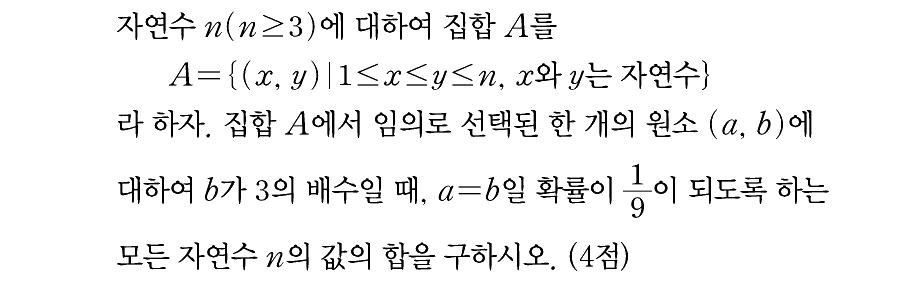 자연수 n(n≥3)에 대하여 집합 A를
A={(x, y)|1≤x≤y≤n, x와 y는 자연수}
라 하자. 집합 A에서 임의로 선택된 한 개의 원소 (a, b)에
대하여 b가 3의 배수일 때, a=b일 확률이 1/9이 되도록 하는
모든 자연수 n의 값의 합을 구하시오. (4점)